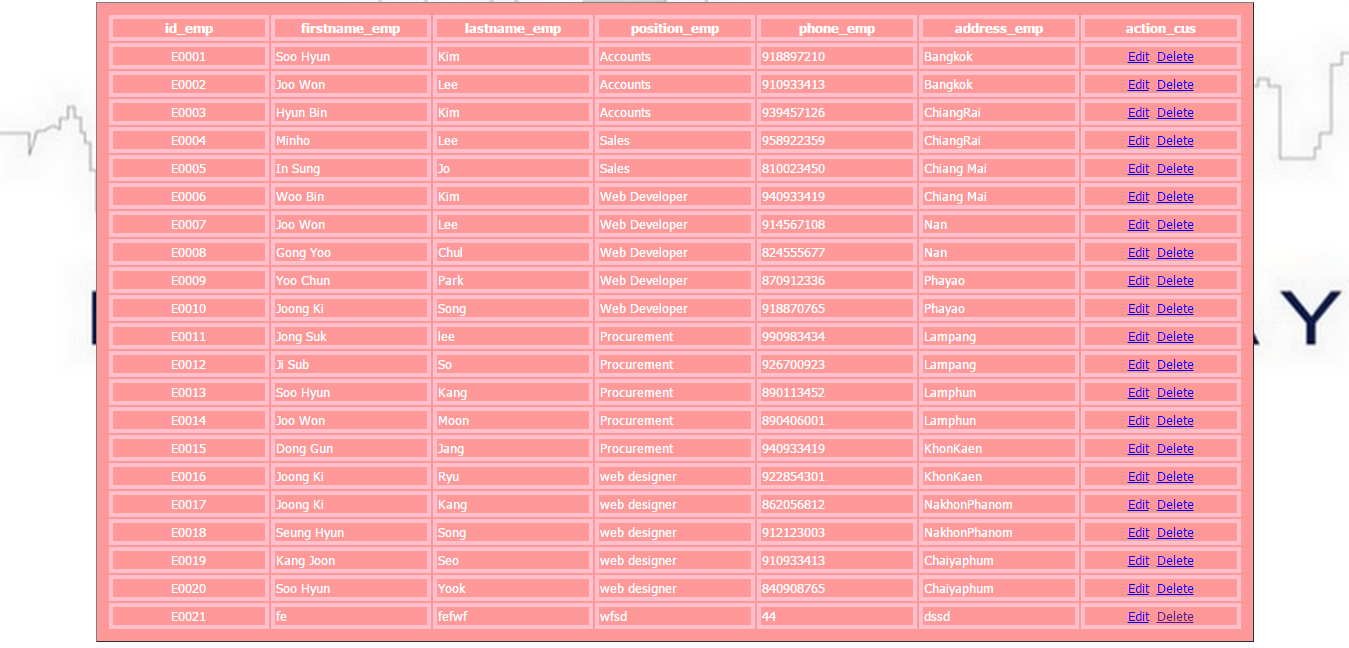 id_emp firstname_emp lastname_emp position_emp phone_emp address_emp action_cus
E0001 Soo Hyun Kim Accounts 918897210 Bangkok Edit Delete
E0002 Joo Won Lee Accounts 910933413 Bangkok Edit Delete
E0003 Hyun Bin Kim Accounts 939457126 ChiangRai Edit Delete
E0004 Minho Lee Sales 958922359 ChiangRai Edit Delete
E0005 In Sung Jo Sales 810023450 Chiang Mai Edit Delete
E0006 Woo Bin Kim Web Developer 940933419 Chiang Mai Edit Delete
E0007 Joo Won Lee Web Developer 914567108 Nan Edit Delete
E0008 Gong Yoo Chul Web Developer 824555677 Nan Edit Delete
E0009 Yoo Chun Park Web Developer 870912336 Phayao Edit Delete
E0010 Joong Ki Song Web Developer 918870765 Phayao Edit Delete
E0011 Jong Suk lee Procurement 990983434 Lampang Edit Delete
E0012 Ji Sub So Procurement 926700923 Lampang Edit Delete
E0013 Soo Hyun Kang Procurement 890113452 Lamphun Edit Delete
E0014 Joo Won Moon Procurement 890406001 Lamphun Edit Delete
E0015 Dong Gun Jang Procurement 940933419 KhonKaen Edit Delete
E0016 Joong Ki Ryu web designer 922854301 KhonKaen Edit Delete
E0017 Joong Ki Kang web designer 862056812 NakhonPhanom Edit Delete
E0018 Seung Hyun Song web designer 912123003 NakhonPhanom Edit Delete
E0019 Kang Joon Seo web designer 910933413 Chaiyaphum Edit Delete
E0020 Soo Hyun Yook web designer 840908765 Chaiyaphum Edit Delete
E0021 fe fefwf wfsd 44 dssd Edit Delete